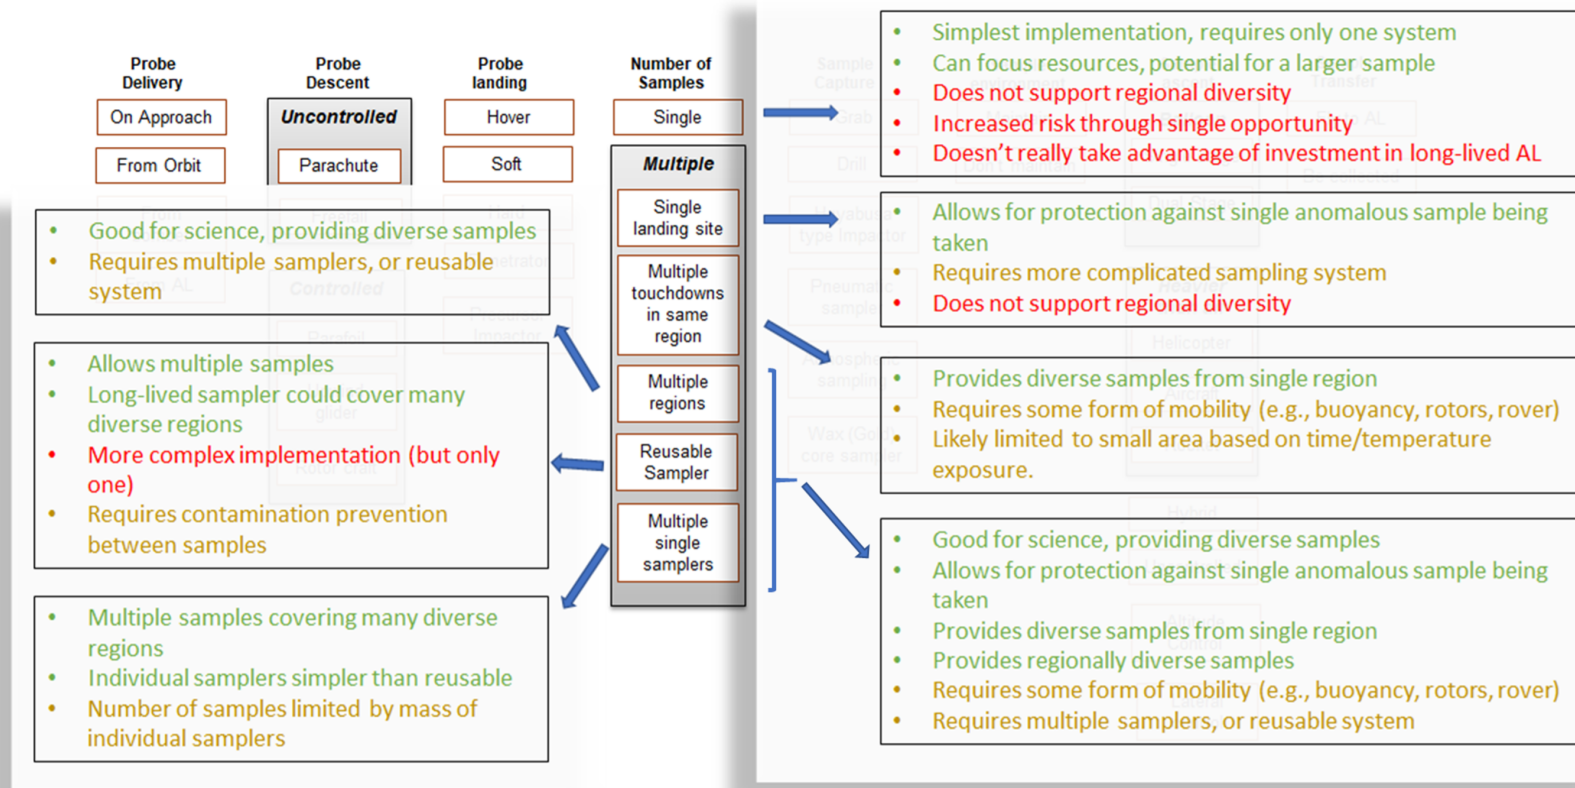 Probe
Delivery
On Approach
From Orbit
Probe
Descent
Uncontrolled
Parachute
Probe
landing
Hover
Soft
Number of
Samples
Single
Multiple
Single
landing site
Multiple
touchdowns
in same
region
Multiple
regions
Reusable
Sampler
Multiple
single
samplers
• Good for science, providing diverse samples
• Requires multiple samplers, or reusable
system
• Allows multiple samples
• Long-lived sampler could cover many
diverse regions
• More complex implementation (but only
one)
• Requires contamination prevention
between samples
• Multiple samples covering many diverse
regions
• Individual samplers simpler than reusable
• Number of samples limited by mass of
individual samplers
• Simplest implementation, requires only one system
• Can focus resources, potential for a larger sample
• Does not support regional diversity
• Increased risk through single opportunity
• Doesn't really take advantage of investment in long-lived AL
• Allows for protection against single anomalous sample being
taken
• Requires more complicated sampling system
• Does not support regional diversity
• Provides diverse samples from single region
• Requires some form of mobility (e.g., buoyancy, rotors, rover)
• Likely limited to small area based on time/temperature
exposure.
• Good for science, providing diverse samples
• Allows for protection against single anomalous sample being
taken
• Provides diverse samples from single region
• Provides regionally diverse samples
• Requires some form of mobility (e.g., buoyancy, rotors, rover)
• Requires multiple samplers, or reusable system
Sample
Capture
Grab
Drill
Helicopter
Hybrid
Controlled